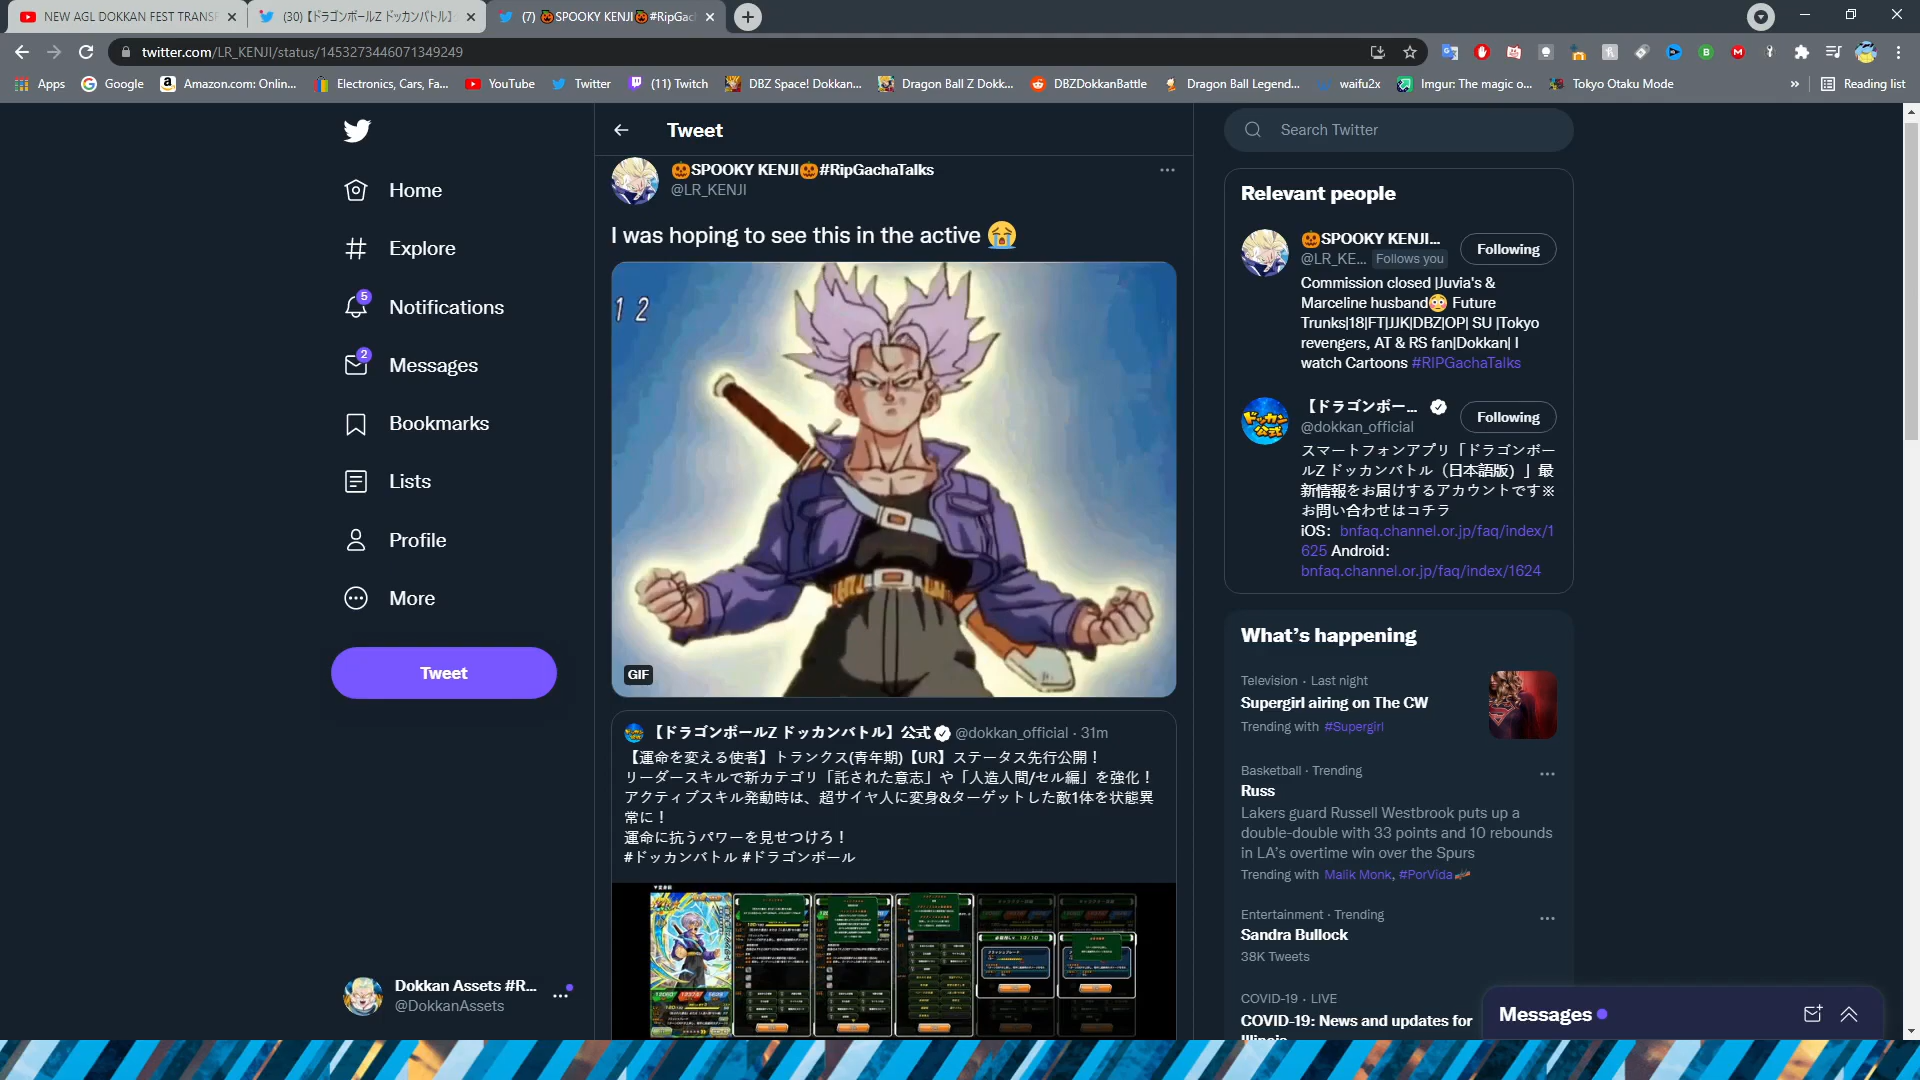 NEW AGL DOKKAN FEST TRANSF
(30)【ドラゴンボールZ ドッカンバトル】
(7) 🎃SPOOKY KENJI🎃#RipGac
twitter.com/LR_KENJI/status/1453273446071349249
Apps
Google
Amazon.com: Onlin...
Electronics, Cars, Fa...
YouTube
Twitter
(11) Twitch
DBZ Space! Dokkan...
Dragon Ball Z Dokk...
DBZDokkanBattle
Dragon Ball Legend...
waifu2x
Imgur: The magic o...
Tokyo Otaku Mode
»
Reading list
Home
Explore
5
Notifications
2
Messages
Bookmarks
Lists
Profile
More
Tweet
Dokkan Assets #R...
@DokkanAssets
Tweet
🎃SPOOKY KENJI🎃#RipGachaTalks
@LR_KENJI
I was hoping to see this in the active 😭
12
GIF
【ドラゴンボールZ ドッカンバトル】公式 @dokkan_official · 31m
【運命を変える使者】トランクス(青年期)【UR】ステータス先行公開！
リーダースキルで新カテゴリ「託された意志」や「人造人間/セル編」を強化！
アクティブスキル発動時は、超サイヤ人に変身&ターゲットした敵1体を状態異
常に！
運命に抗うパワーを見せつけろ！
#ドッカンバトル #ドラゴンボール
Search Twitter
Relevant people
🎃SPOOKY KENJI...
@LR_KE... Follows you
Following
Commission closed |Juvia's &
Marceline husband😳 Future
Trunks|18|FT|JJK|DBZ|OP| SU |Tokyo
revengers, AT & RS fan|Dokkan| I
watch Cartoons #RIPGachaTalks
【ドラゴンボー...
@dokkan_official
Following
スマートフォンアプリ「ドラゴンボー
ルZ ドッカンバトル（日本語版）」最
新情報をお届けするアカウントです※
お問い合わせはコチラ
iOS： bnfaq.channel.or.jp/faq/index/1
625 Android：
bnfaq.channel.or.jp/faq/index/1624
What's happening
Television · Last night
Supergirl airing on The CW
Trending with #Supergirl
Basketball · Trending
Russ
Lakers guard Russell Westbrook puts up a
double-double with 33 points and 10 rebounds
in LA's overtime win over the Spurs
Trending with Malik Monk, #PorVida
Entertainment · Trending
Sandra Bullock
38K Tweets
COVID-19 · LIVE
COVID-19: News and updates for
Illinois
Messages